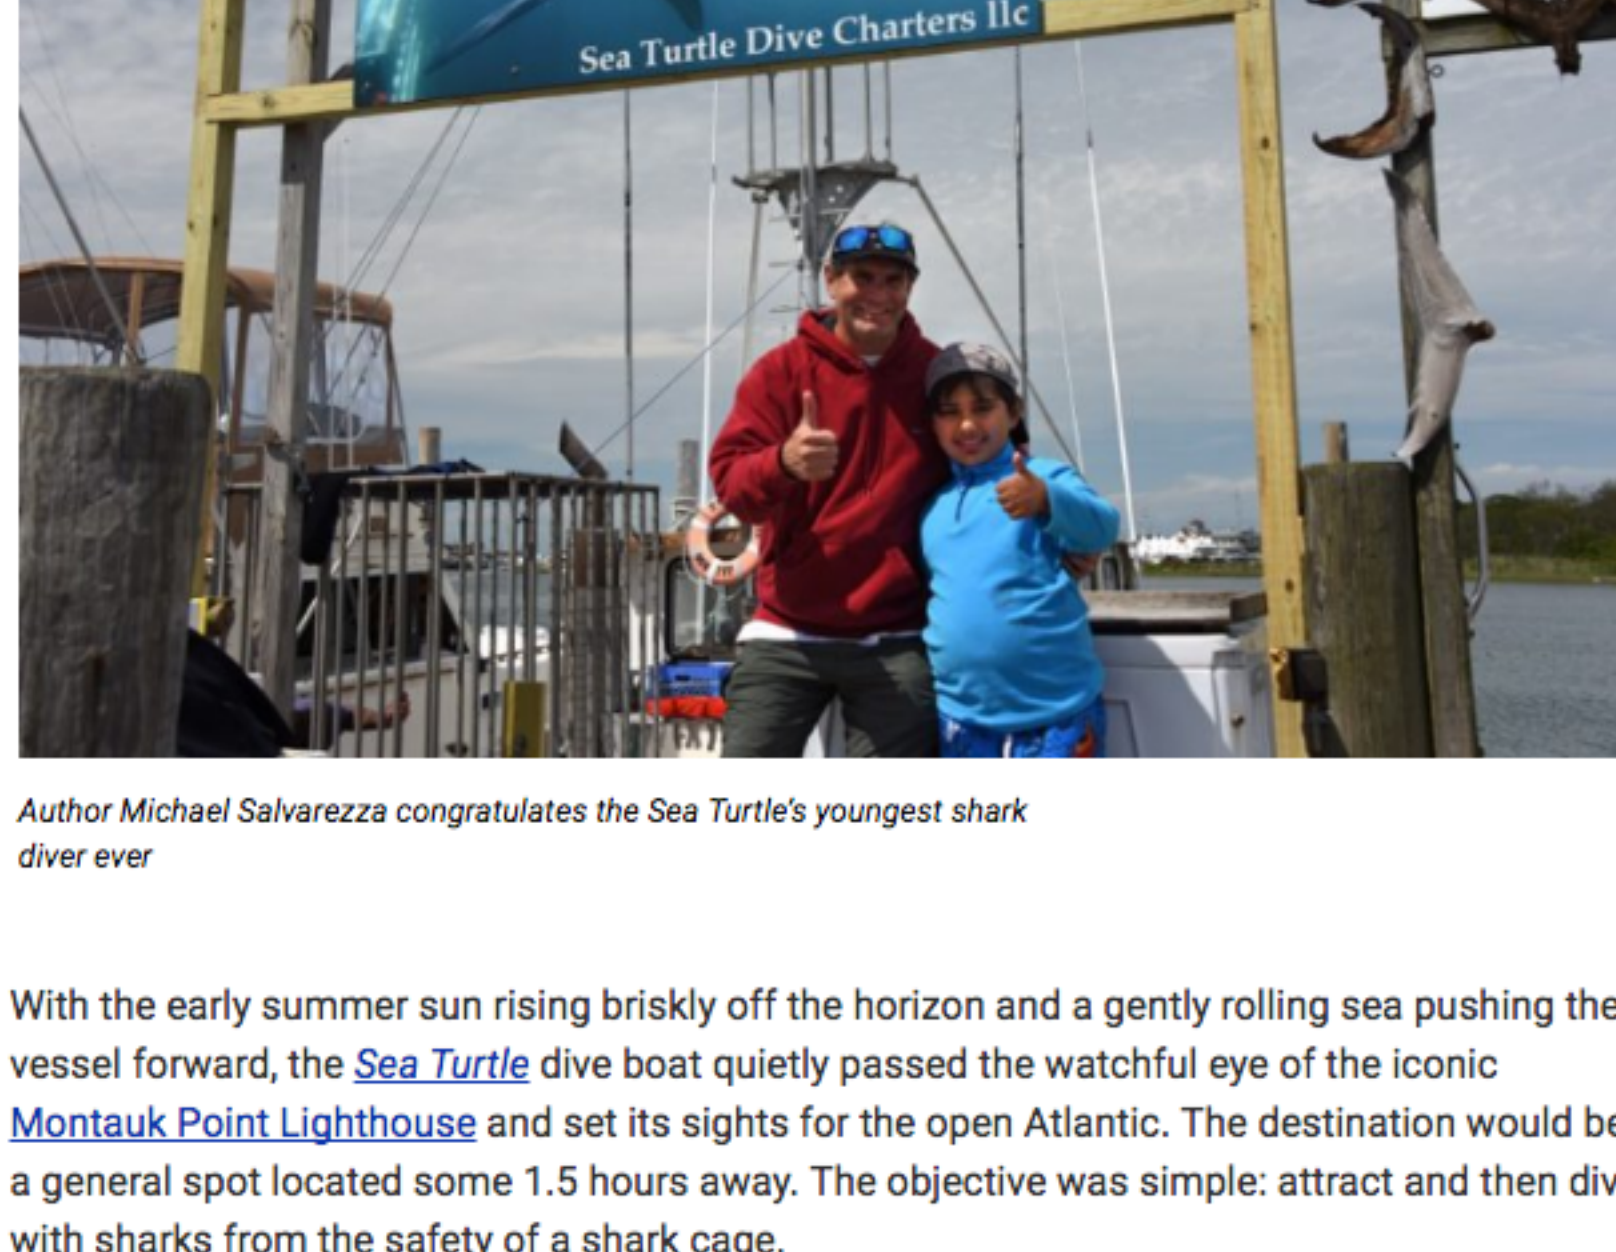 Sea Turtle Dive Charters llc
Author Michael Salvarezza congratulates the Sea Turtle's youngest shark
diver ever
With the early summer sun rising briskly off the horizon and a gently rolling sea pushing the
vessel forward, the Sea Turtle dive boat quietly passed the watchful eye of the iconic
Montauk Point Lighthouse and set its sights for the open Atlantic. The destination would be
a general spot located some 1.5 hours away. The objective was simple: attract and then div
with sharks from the safety of a shark cage.